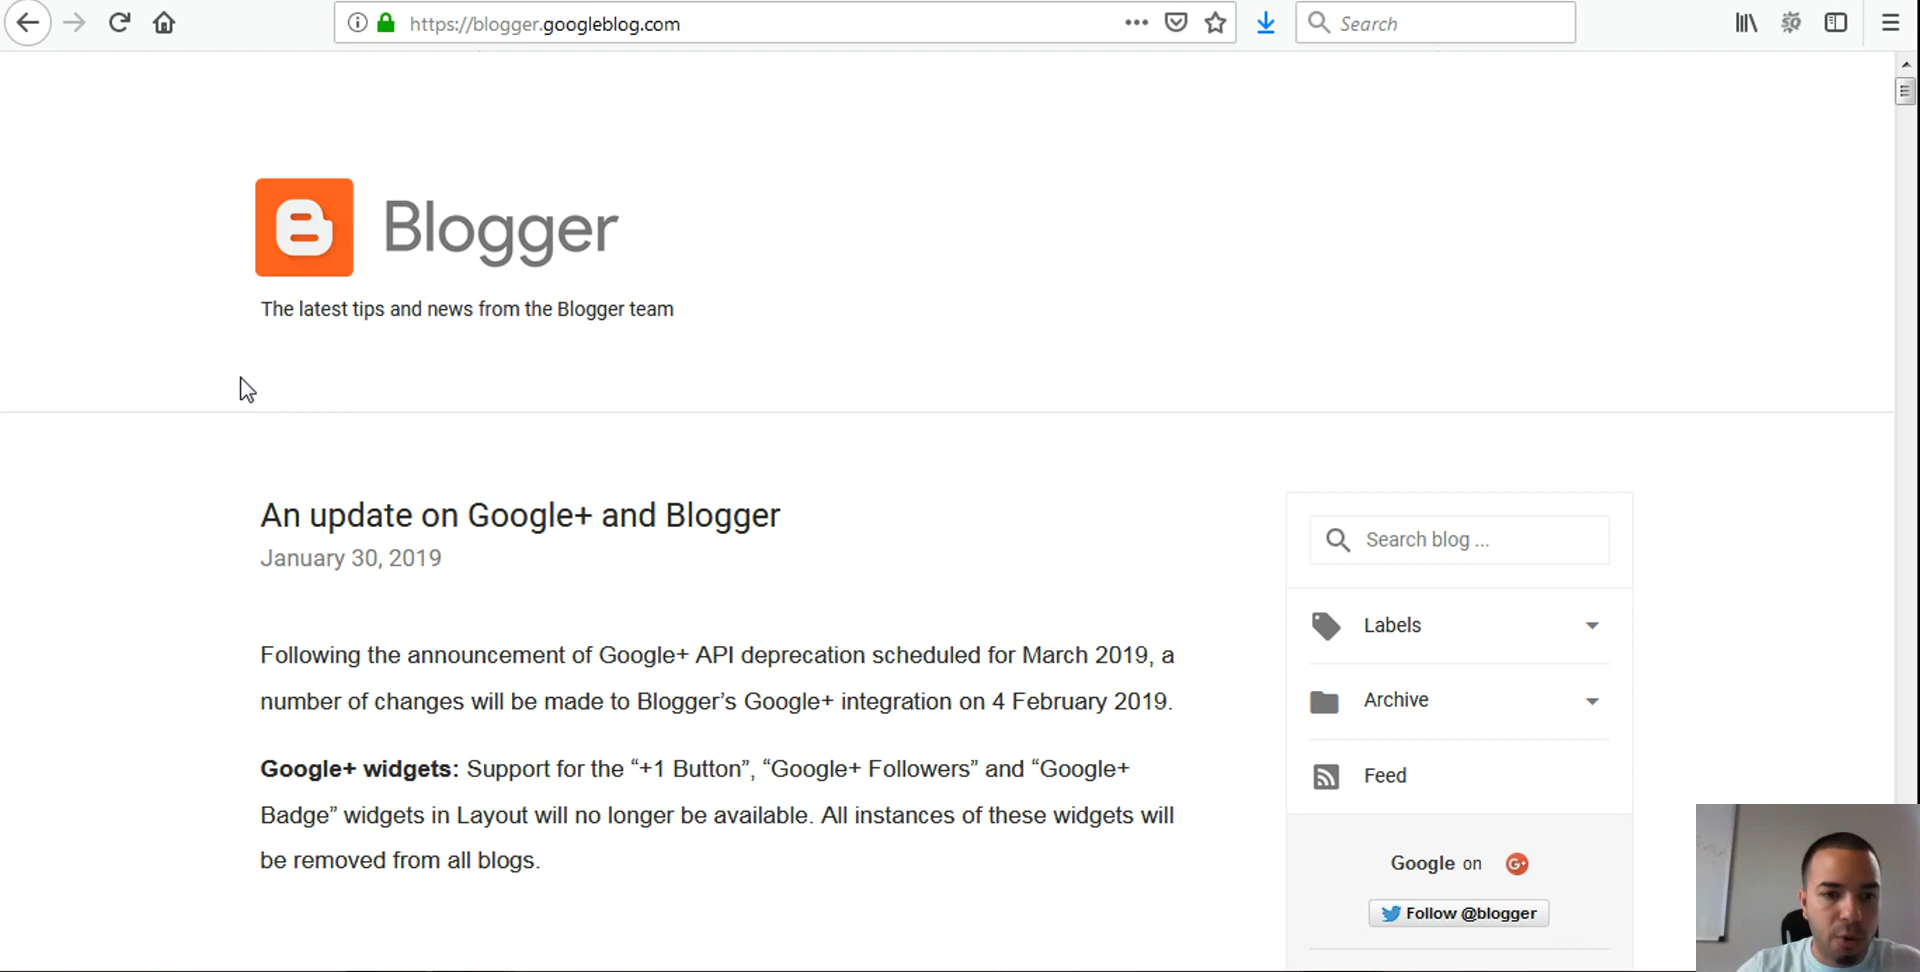 https://blogger.googleblog.com
Search
Blogger
The latest tips and news from the Blogger team
An update on Google+ and Blogger
January 30, 2019
Following the announcement of Google+ API deprecation scheduled for March 2019, a
number of changes will be made to Blogger’s Google+ integration on 4 February 2019.
Google+ widgets: Support for the “+1 Button”, “Google+ Followers” and “Google+
Badge” widgets in Layout will no longer be available. All instances of these widgets will
be removed from all blogs.
Search blog ...
Labels
Archive
Feed
Google on G+
Follow @blogger